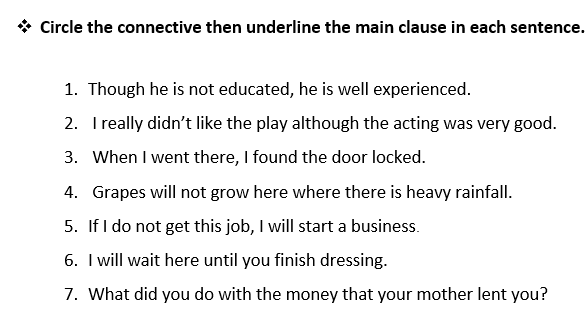 ❖ Circle the connective then underline the main clause in each sentence.
1. Though he is not educated, he is well experienced.
2. I really didn’t like the play although the acting was very good.
3. When I went there, I found the door locked.
4. Grapes will not grow here where there is heavy rainfall.
5. If I do not get this job, I will start a business.
6. I will wait here until you finish dressing.
7. What did you do with the money that your mother lent you?